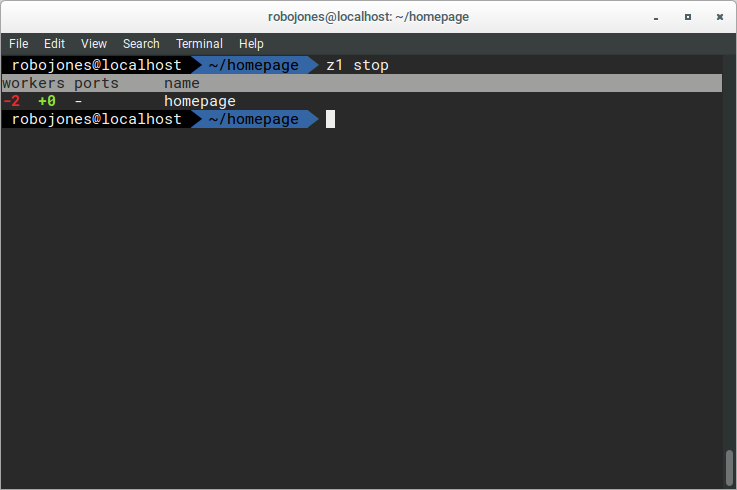 robojones@localhost: ~/homepage
File Edit View Search Terminal Help
robojones@localhost ~/homepage z1 stop
workers ports name
-2 +0 - homepage
robojones@localhost ~/homepage